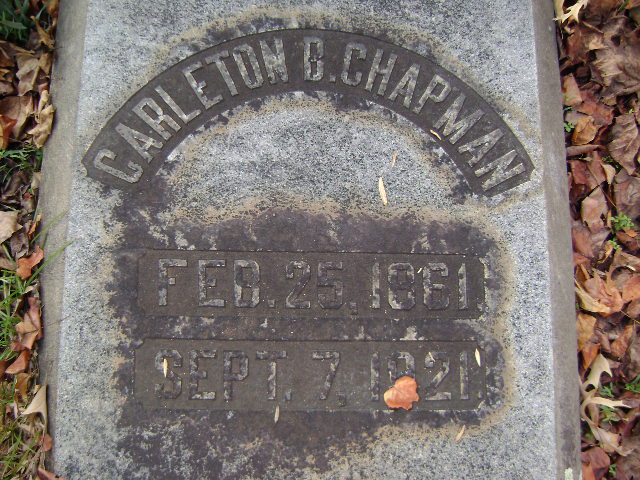 CARLETON B. CHAPMAN
FEB. 25, 1861.
SEPT. 7, 1921.